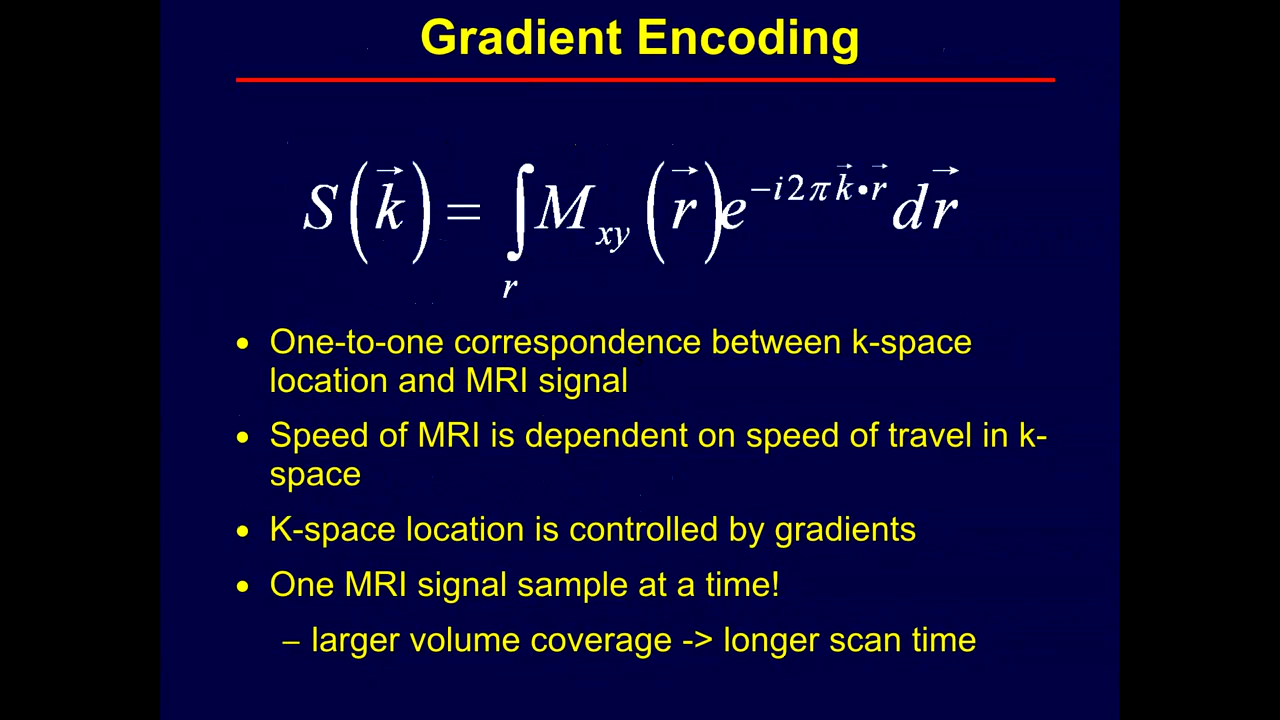 Gradient Encoding
S(k⃗) = ∫_r M_xy(r⃗)e^{−i2πk⃗•r⃗} dr⃗
• One-to-one correspondence between k-space
location and MRI signal
• Speed of MRI is dependent on speed of travel in k-
space
• K-space location is controlled by gradients
• One MRI signal sample at a time!
– larger volume coverage -> longer scan time